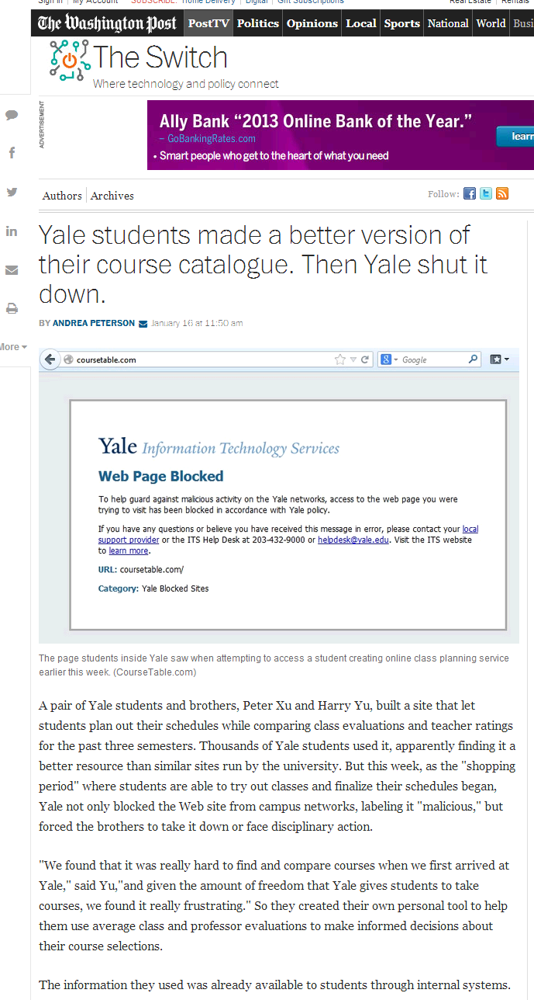 Sign in My Account SUBSCRIBE: Home Delivery Digital Gift Subscriptions Real Estate Rentals
The Washington Post PostTV Politics Opinions Local Sports National World Busi
The Switch
Where technology and policy connect
ADVERTISEMENT
Ally Bank “2013 Online Bank of the Year.”
– GoBankingRates.com
• Smart people who get to the heart of what you need
learn
Authors Archives
Follow:
Yale students made a better version of
their course catalogue. Then Yale shut it
down.
BY ANDREA PETERSON January 16 at 11:50 am
More
coursetable.com
Google
Yale Information Technology Services
Web Page Blocked
To help guard against malicious activity on the Yale networks, access to the web page you were
trying to visit has been blocked in accordance with Yale policy.
If you have any questions or believe you have received this message in error, please contact your local
support provider or the ITS Help Desk at 203-432-9000 or helpdesk@yale.edu. Visit the ITS website
to learn more.
URL: coursetable.com/
Category: Yale Blocked Sites
The page students inside Yale saw when attempting to access a student creating online class planning service
earlier this week. (CourseTable.com)
A pair of Yale students and brothers, Peter Xu and Harry Yu, built a site that let
students plan out their schedules while comparing class evaluations and teacher ratings
for the past three semesters. Thousands of Yale students used it, apparently finding it a
better resource than similar sites run by the university. But this week, as the "shopping
period" where students are able to try out classes and finalize their schedules began,
Yale not only blocked the Web site from campus networks, labeling it "malicious," but
forced the brothers to take it down or face disciplinary action.
"We found that it was really hard to find and compare courses when we first arrived at
Yale," said Yu,"and given the amount of freedom that Yale gives students to take
courses, we found it really frustrating." So they created their own personal tool to help
them use average class and professor evaluations to make informed decisions about
their course selections.
The information they used was already available to students through internal systems.